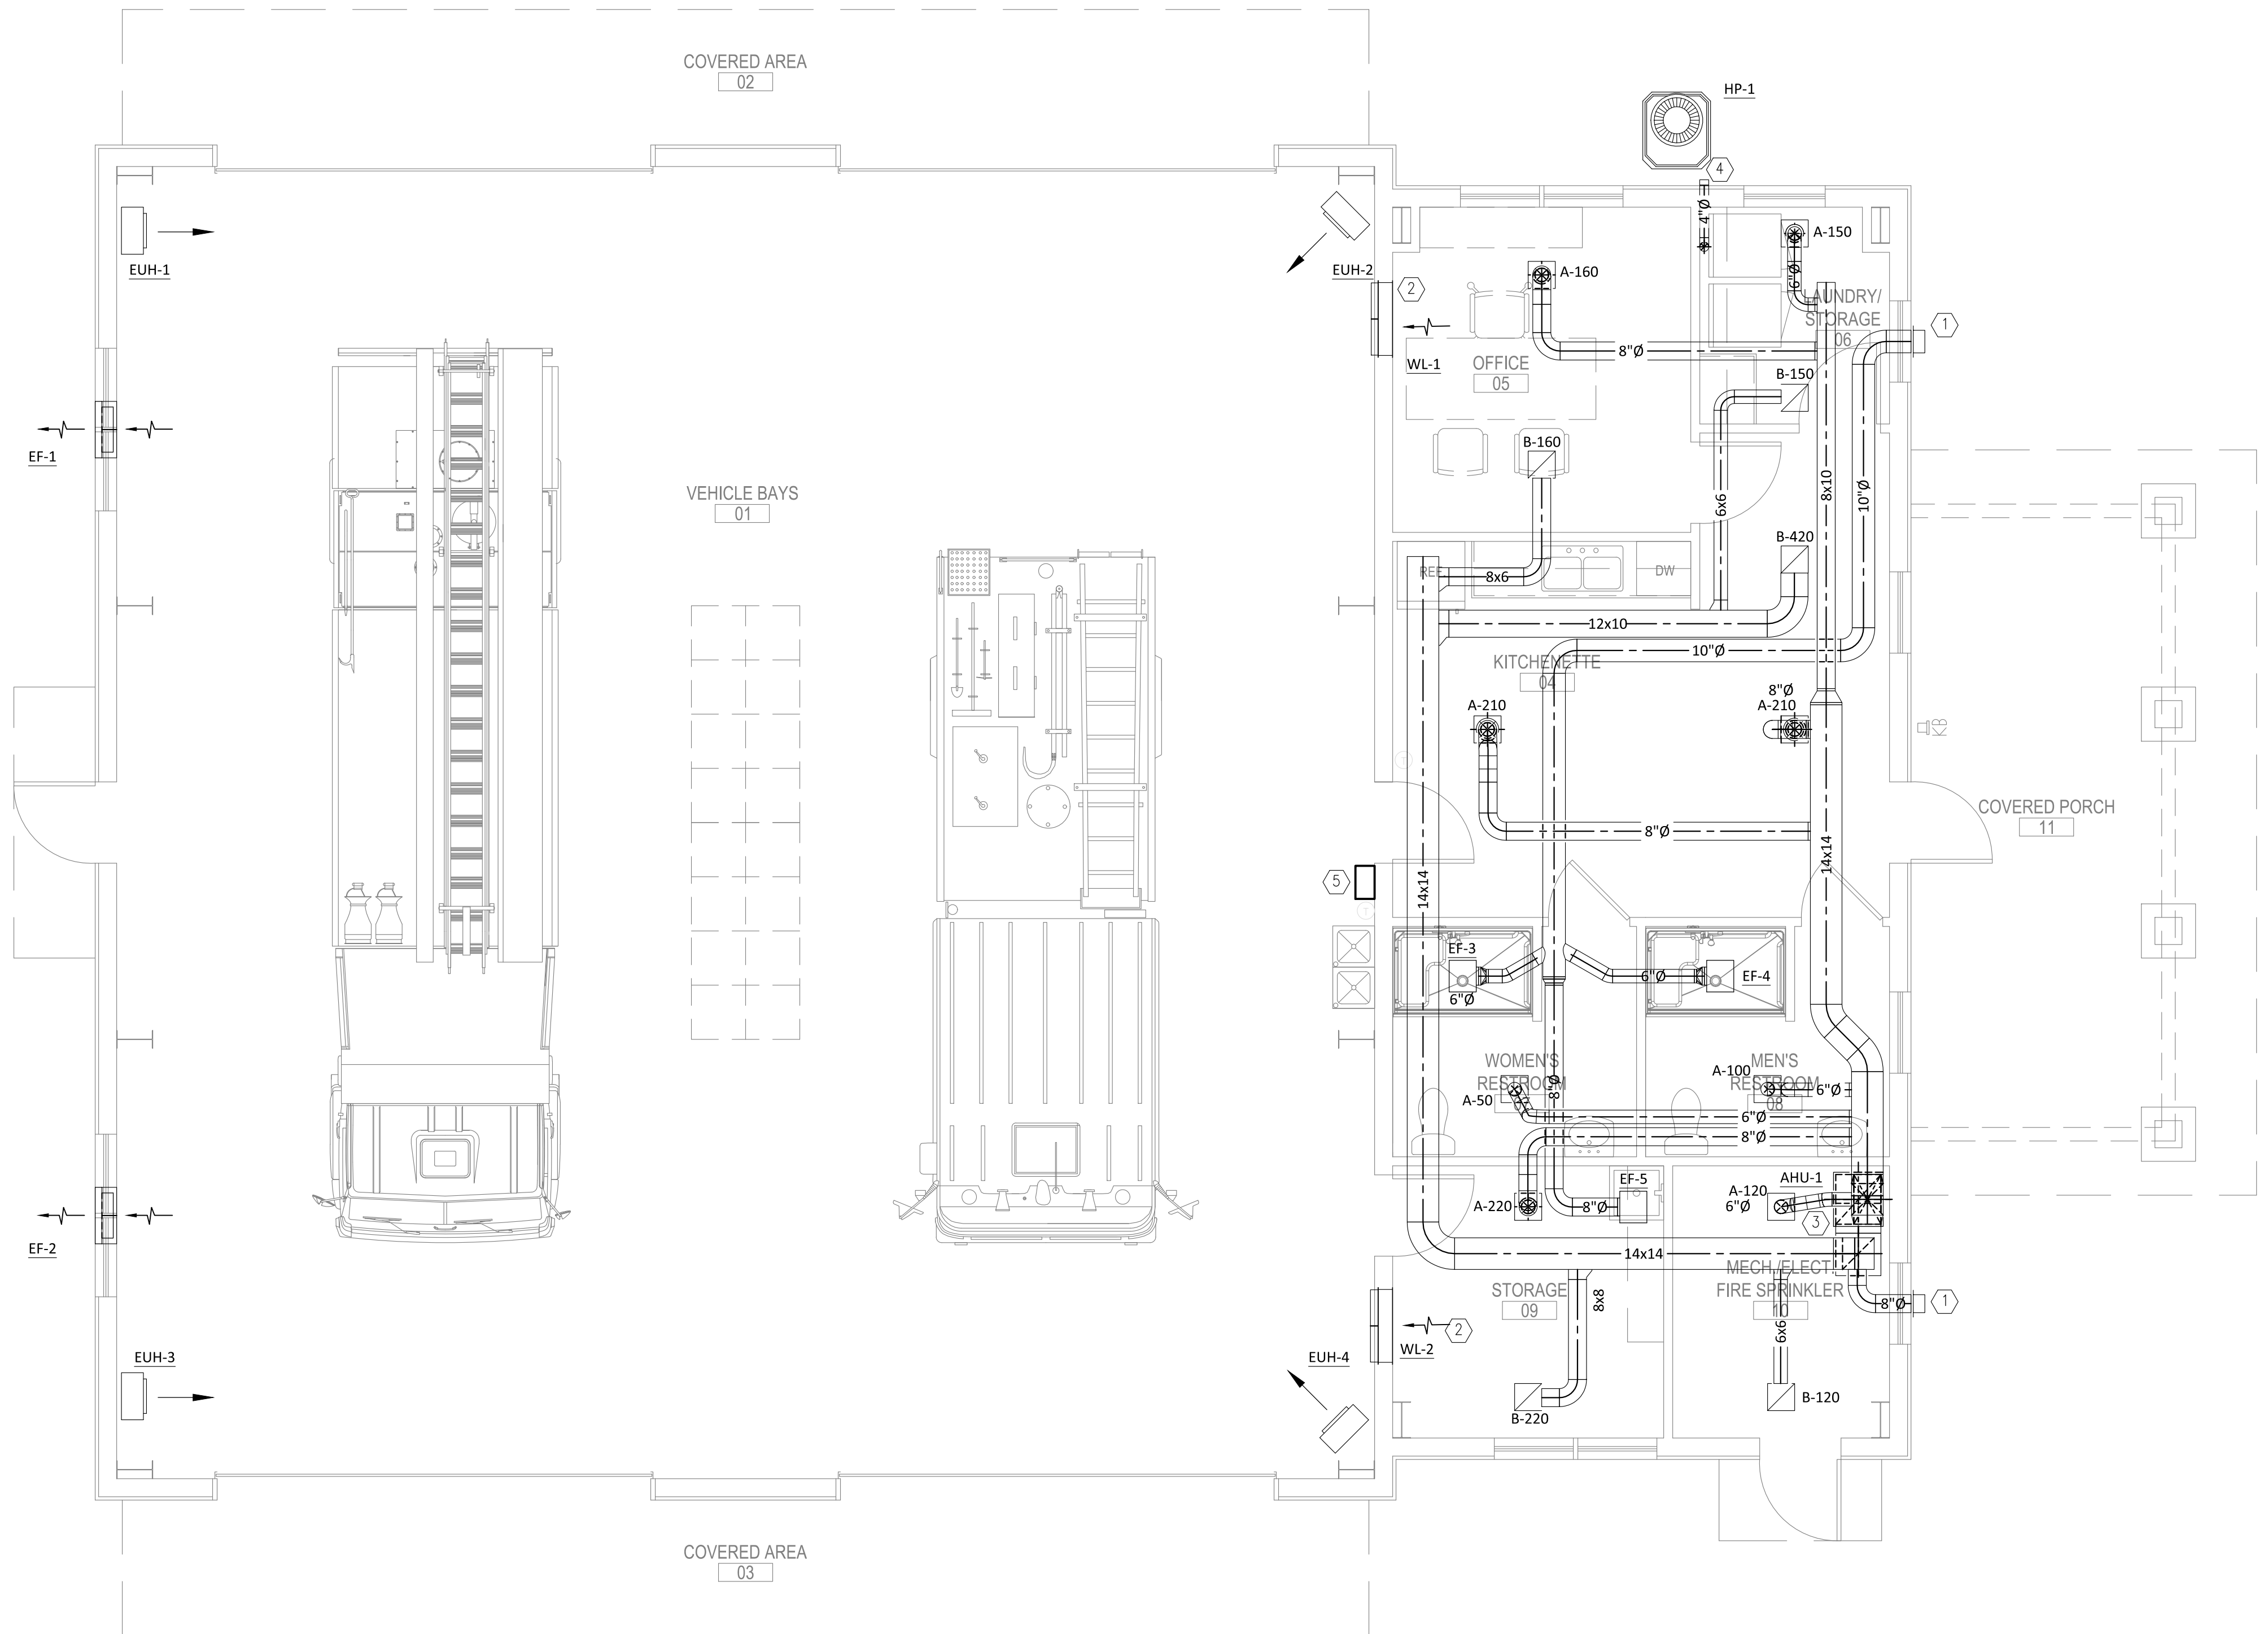 COVERED AREA
02
HP-1
4
4"Ø
A-150
6"Ø
EUH-1
EUH-2
2
A-160
LAUNDRY/
STORAGE
06
1
8"Ø
WL-1
OFFICE
05
B-150
EF-1
B-160
VEHICLE BAYS
01
6x6
8x10
10"Ø
B-420
REF.
8x6
DW
12x10
10"Ø
KITCHENETTE
04
8"Ø
A-210
A-210
KB
T
COVERED PORCH
11
8"Ø
14x14
14x14
5
T
EF-3
6"Ø
6"Ø
EF-4
WOMEN'S
RESTROOM
MEN'S
RESTROOM
08
A-100
6"Ø
A-50
8"Ø
6"Ø
8"Ø
EF-5
AHU-1
A-120
6"Ø
A-220
8"Ø
3
EF-2
14x14
MECH./ELECT.
FIRE SPRINKLER
10
STORAGE
09
8x8
6x6
8"Ø
1
2
WL-2
EUH-3
EUH-4
B-220
B-120
COVERED AREA
03